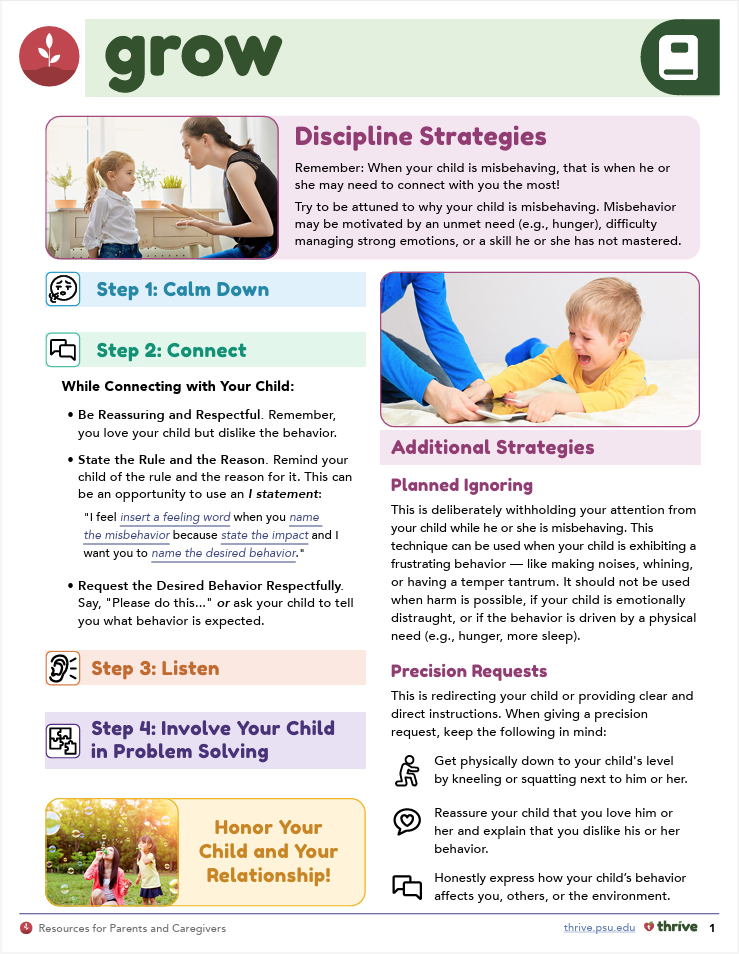 grow
Discipline Strategies
Remember: When your child is misbehaving, that is when he or
she may need to connect with you the most!
Try to be attuned to why your child is misbehaving. Misbehavior
may be motivated by an unmet need (e.g., hunger), difficulty
managing strong emotions, or a skill he or she has not mastered.
Step 1: Calm Down
Step 2: Connect
While Connecting with Your Child:
• Be Reassuring and Respectful. Remember,
you love your child but dislike the behavior.
• State the Rule and the Reason. Remind your
child of the rule and the reason for it. This can
be an opportunity to use an I statement:
"I feel insert a feeling word when you name
the misbehavior because state the impact and I
want you to name the desired behavior."
• Request the Desired Behavior Respectfully.
Say, "Please do this..." or ask your child to tell
you what behavior is expected.
Step 3: Listen
Step 4: Involve Your Child
in Problem Solving
Honor Your
Child and Your
Relationship!
Additional Strategies
Planned Ignoring
This is deliberately withholding your attention from
your child while he or she is misbehaving. This
technique can be used when your child is exhibiting a
frustrating behavior — like making noises, whining,
or having a temper tantrum. It should not be used
when harm is possible, if your child is emotionally
distraught, or if the behavior is driven by a physical
need (e.g., hunger, more sleep).
Precision Requests
This is redirecting your child or providing clear and
direct instructions. When giving a precision
request, keep the following in mind:
Get physically down to your child's level
by kneeling or squatting next to him or her.
Reassure your child that you love him or
her and explain that you dislike his or her
behavior.
Honestly express how your child's behavior
affects you, others, or the environment.
Resources for Parents and Caregivers
thrive.psu.edu thrive 1